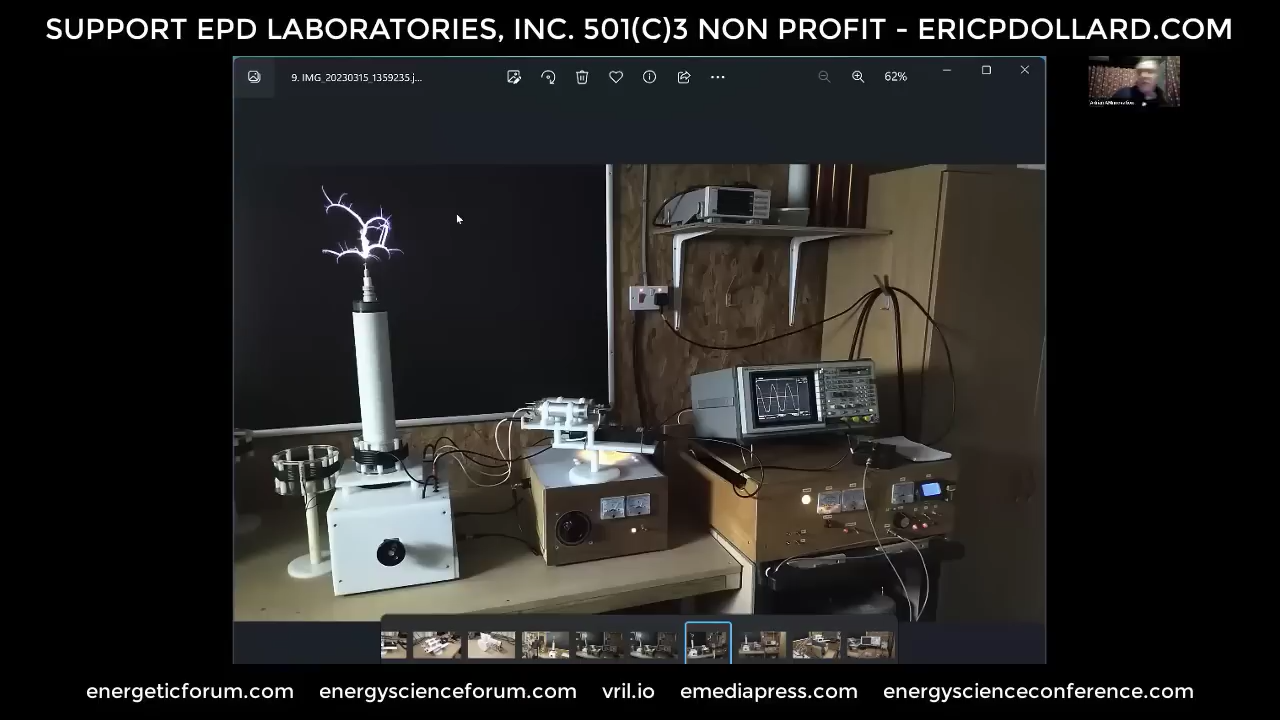 SUPPORT EPD LABORATORIES, INC. 501(C)3 NON PROFIT - ERICPDOLLARD.COM
9. IMG_20230315_1359235.j...
62%
energeticforum.com energyscienceforum.com vril.io emediapress.com energyscienceconference.com